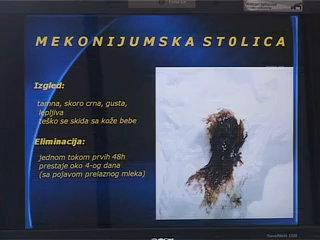 MEKONIJUMSKA ST0LICA
Izgled:
tamna, skoro crna, gusta,
lepljiva
teško se skida sa kože bebe
Eliminacija:
jednom tokom prvih 48h
prestaje oko 4-og dana
(sa pojavom prelaznog mleka)